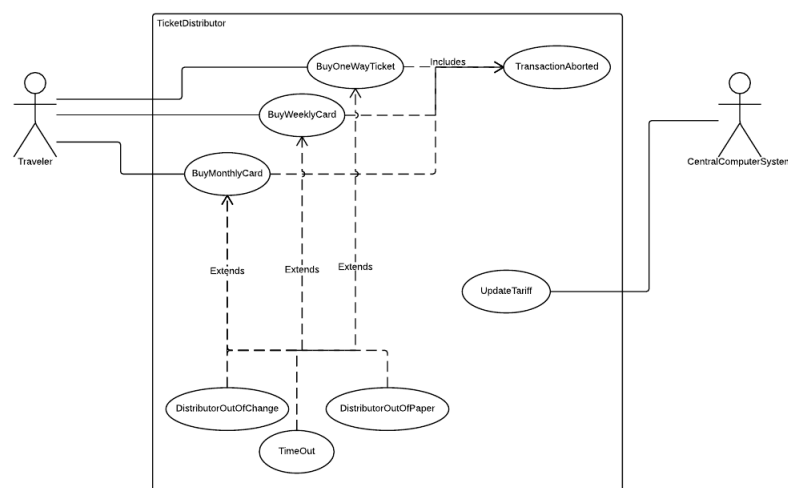 TicketDistributor
BuyOneWayTicket
Includes
TransactionAborted
BuyWeeklyCard
Traveler
CentralComputerSystem
BuyMonthlyCard
Extends
Extends
Extends
UpdateTariff
DistributorOutOfChange
DistributorOutOfPaper
TimeOut